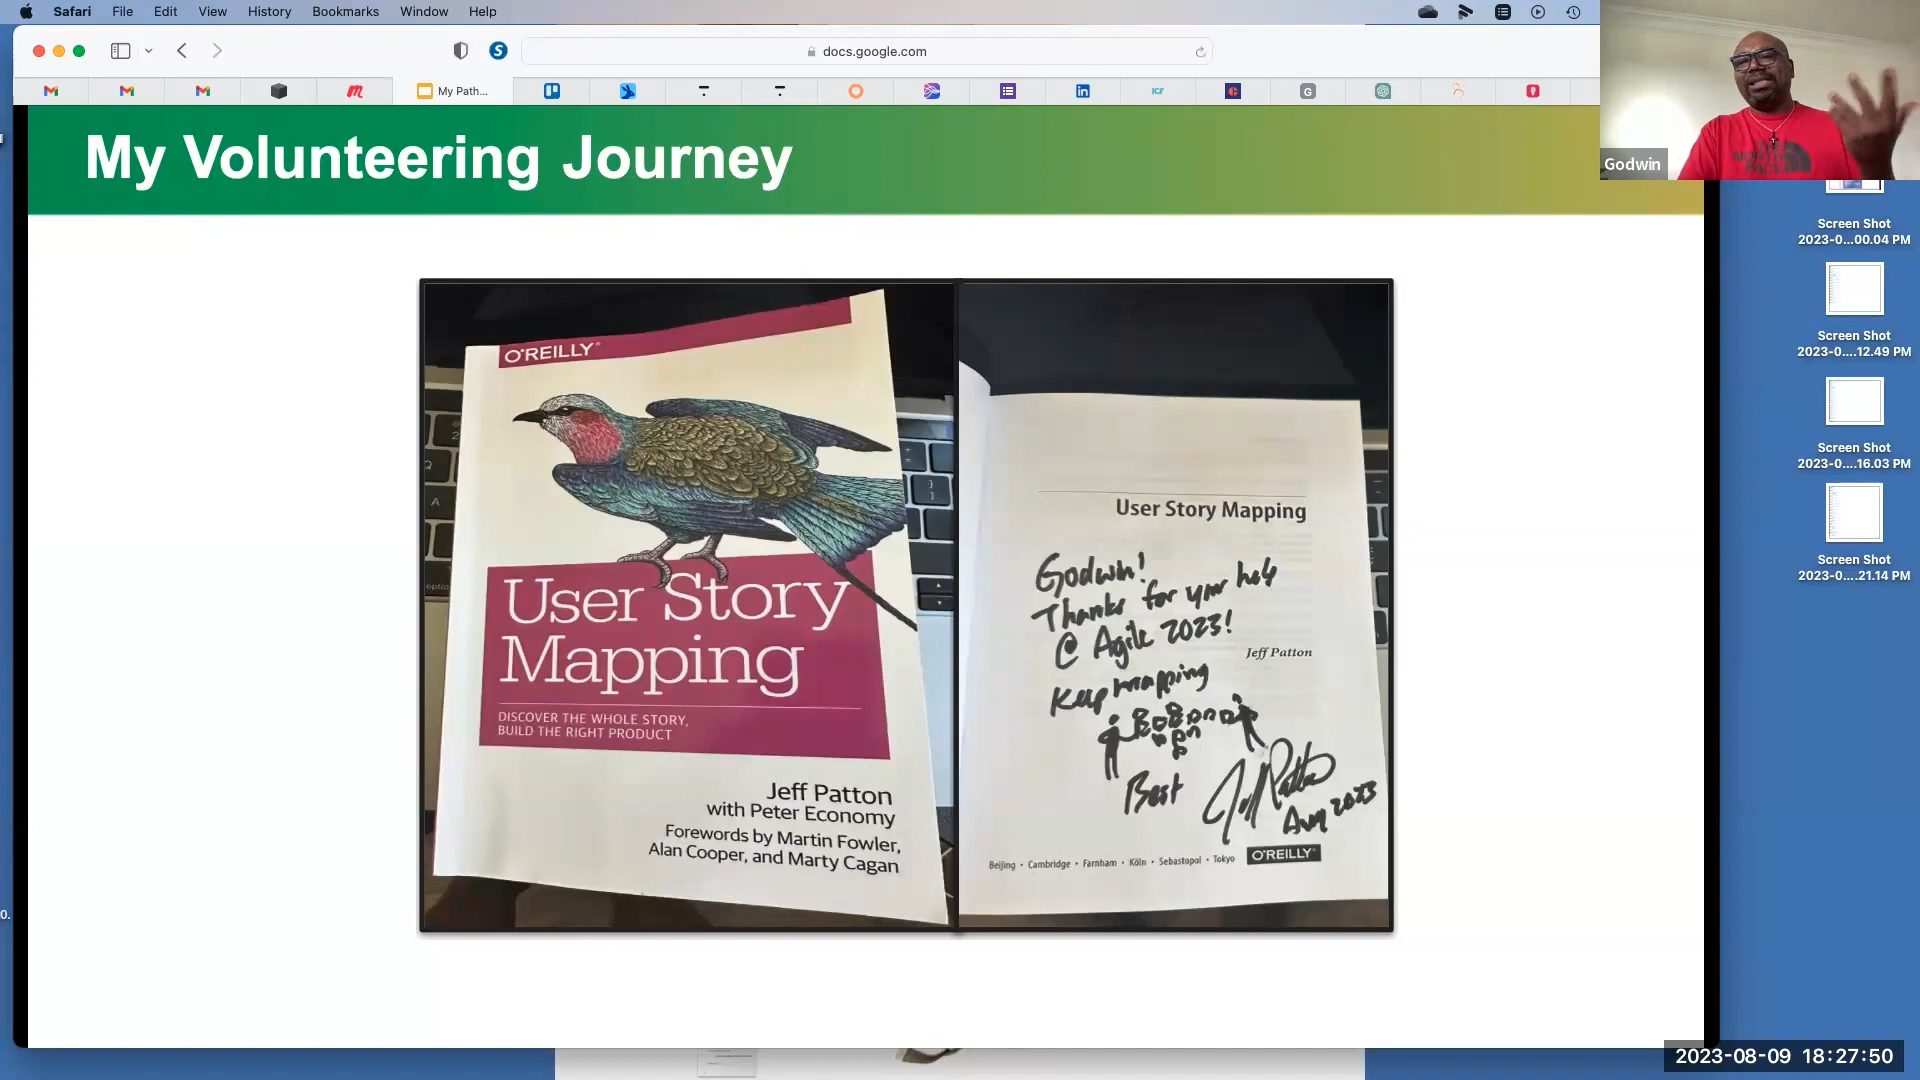 Safari File Edit View History Bookmarks Window Help
docs.google.com
My Path...
ICF
G
My Volunteering Journey
Godwin
Screen Shot
2023-0...00.04 PM
Screen Shot
2023-0....12.49 PM
Screen Shot
2023-0....16.03 PM
Screen Shot
2023-0....21.14 PM
O'REILLY®
User Story
Mapping
DISCOVER THE WHOLE STORY,
BUILD THE RIGHT PRODUCT
Jeff Patton
with Peter Economy
Forewords by Martin Fowler,
Alan Cooper, and Marty Cagan
User Story Mapping
Godwin!
Thanks for your help
@ Agile 2023!
Jeff Patton
Keep mapping
Best Jeff Patton
Aug 2023
Beijing · Cambridge · Farnham · Köln · Sebastopol · Tokyo O'REILLY®
2023-08-09 18:27:50